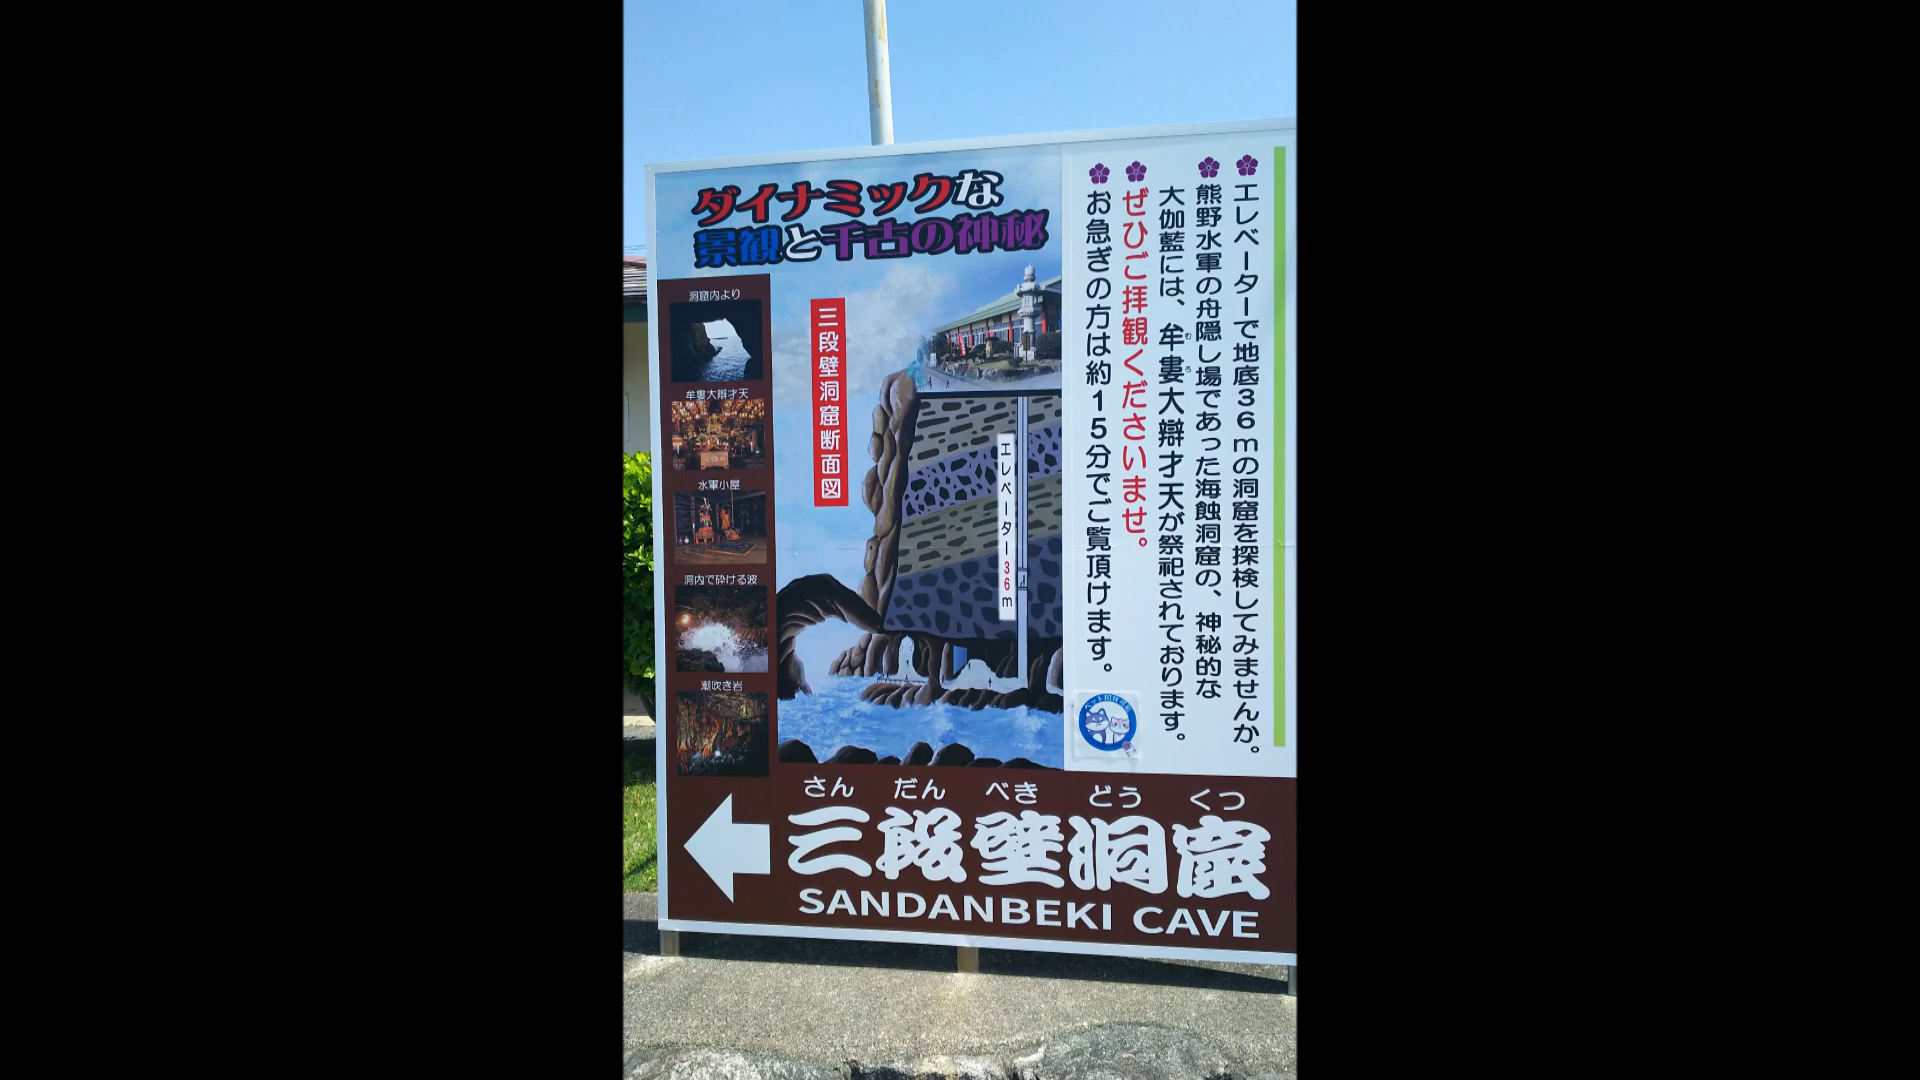 ダイナミックな
景観と千古の神秘
エレベーターで地底36mの洞窟を探検してみませんか。
熊野水軍の舟隠し場であった海蝕洞窟の、神秘的な
大伽藍には、牟婁大辯才天が祭祀されております。
むろ
ぜひご拝観くださいませ。
お急ぎの方は約15分でご覧頂けます。
三段壁洞窟断面図
エレベーター36m
洞窟内より
牟婁大辯才天
水軍小屋
洞内で砕ける波
潮吹き岩
さん だん べき どう くつ
三段壁洞窟
SANDANBEKI CAVE